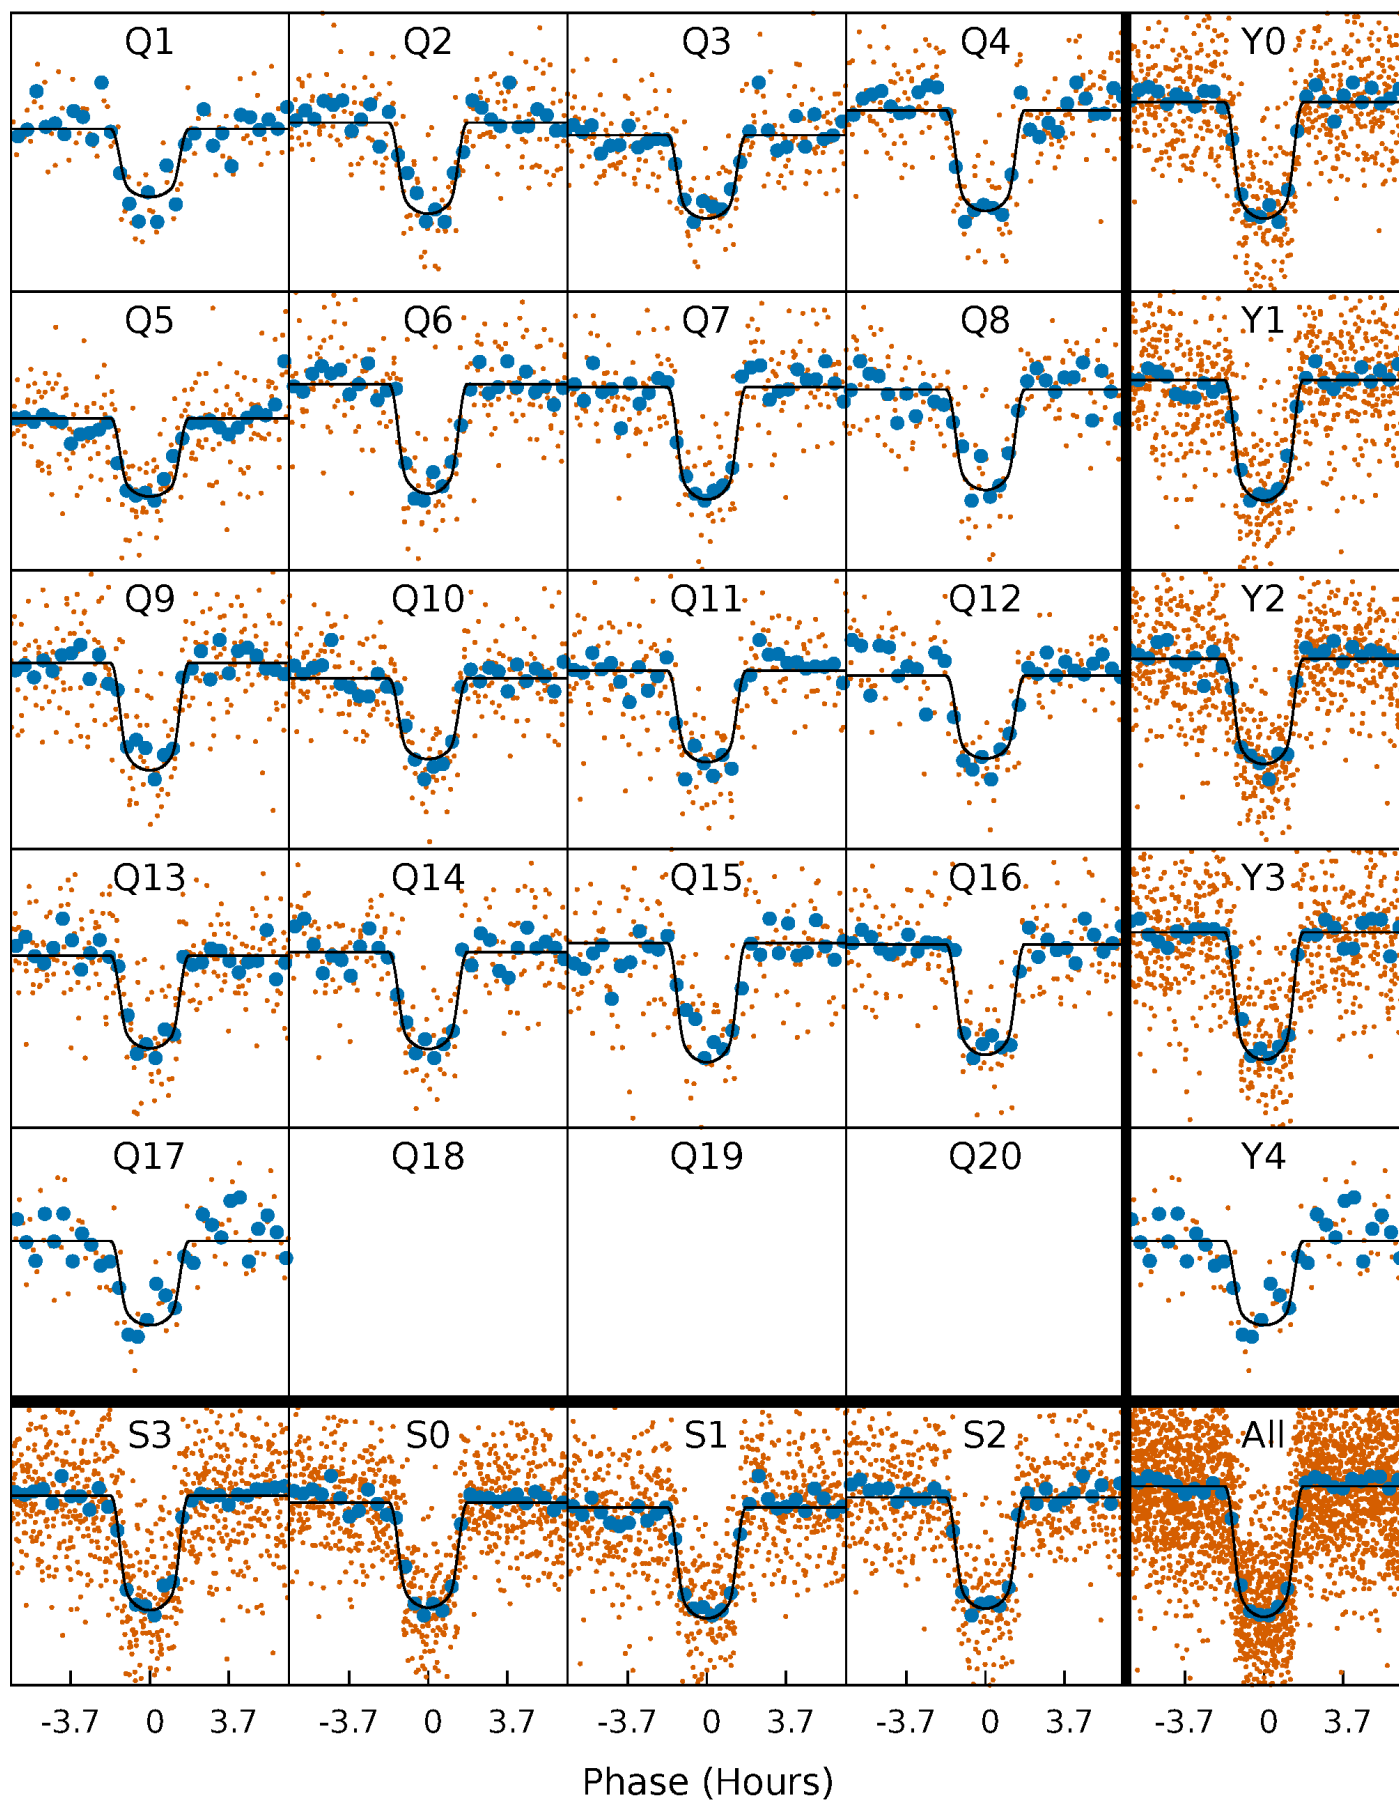 Q1 Q2 Q3 Q4 Y0
Q5 Q6 Q7 Q8 Y1
Q9 Q10 Q11 Q12 Y2
Q13 Q14 Q15 Q16 Y3
Q17 Q18 Q19 Q20 Y4
S3 S0 S1 S2 All
-3.7 0 3.7 -3.7 0 3.7 -3.7 0 3.7 -3.7 0 3.7 -3.7 0 3.7
Phase (Hours)